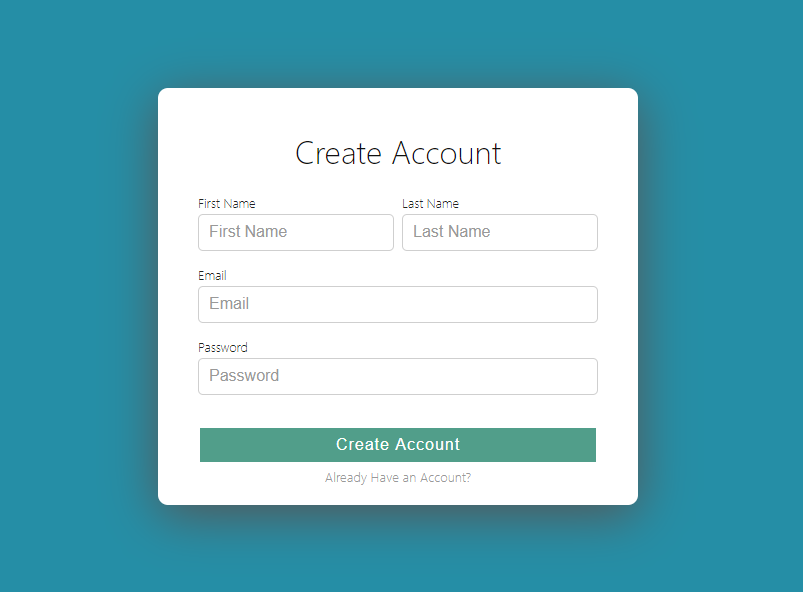 Create Account
First Name Last Name
First Name Last Name
Email
Email
Password
Password
Create Account
Already Have an Account?